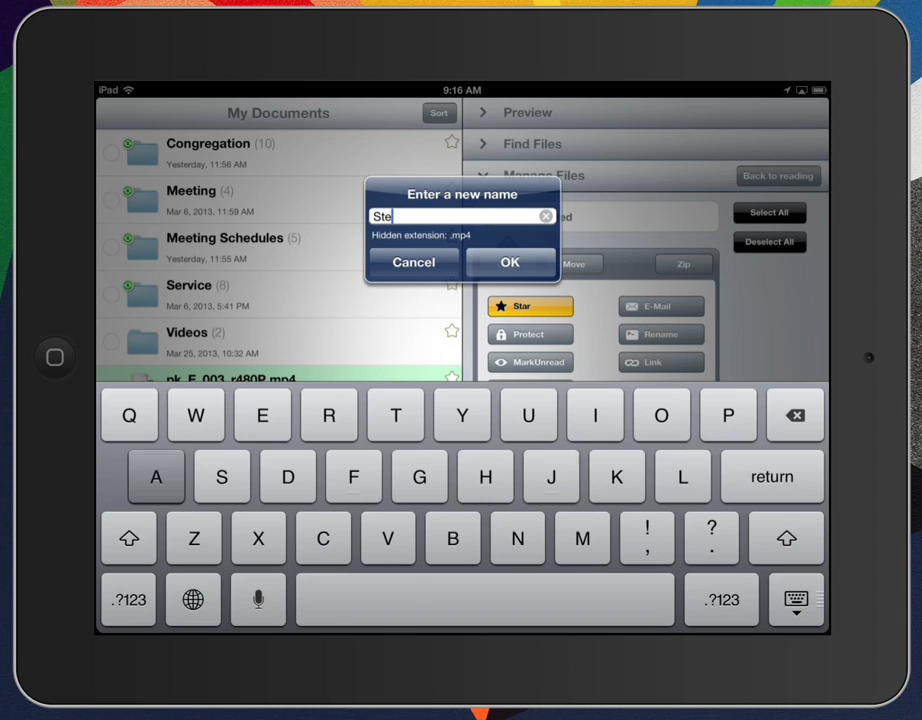 iPad
9:16 AM
My Documents
Sort
Preview
Congregation (10)
Yesterday, 11:56 AM
Find Files
Manage Files
Back to reading
Meeting (4)
Mar 6, 2013, 11:59 AM
Enter a new name
Ste
ed
Select All
Hidden extension: .mp4
Meeting Schedules (5)
Yesterday, 11:55 AM
Deselect All
Cancel
OK
Move
Zip
Service (8)
Mar 6, 2013, 5:41 PM
Star
E-Mail
Videos (2)
Mar 25, 2013, 10:32 AM
Protect
Rename
MarkUnread
Link
pk_E_003_r480P.mp4
Q W E R T Y U I O P
A S D F G H J K L return
Z X C V B N M ! , ? .
.?123 .?123